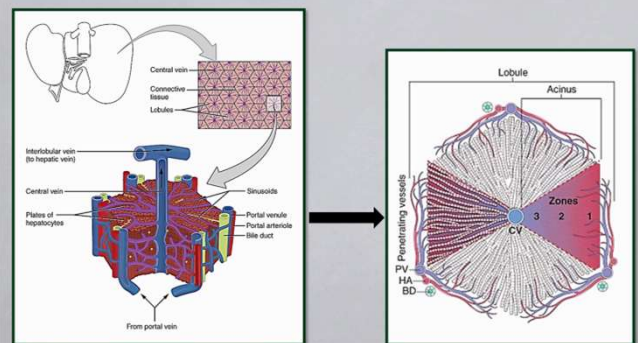 Central vein
Connective
tissue
Lobules
Interlobular vein
(to hepatic vein)
Central vein
Plates of
hepatocytes
Sinusoids
Portal venule
Portal arteriole
Bile duct
From portal vein
Lobule
Acinus
Penetrating vessels
Zones
3 2 1
CV
PV
HA
BD